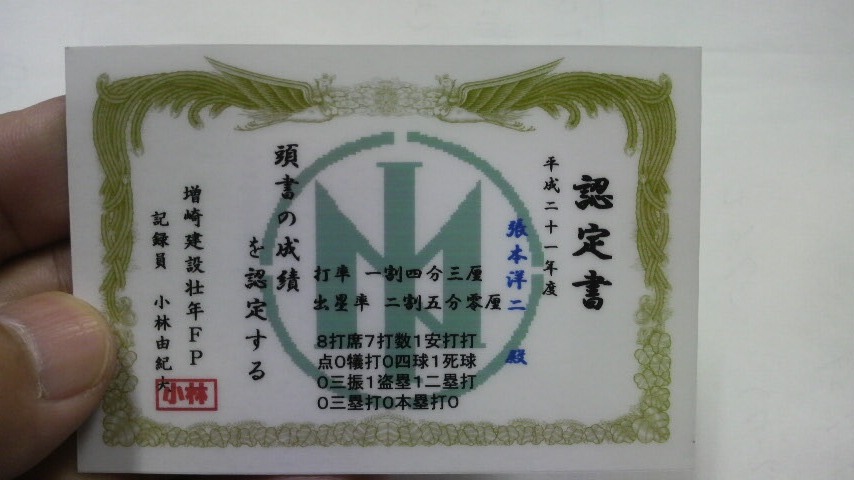 認定書
平成二十一年度
張本洋二 殿
打率 一割四分三厘
出塁率 二割五分零厘
8打席7打数1安打打
点0犠打0四球1死球
0三振1盗塁1二塁打
0三塁打0本塁打0
頭書の成績
を認定する
増崎建設壮年FP
記録員 小林由紀夫
小林